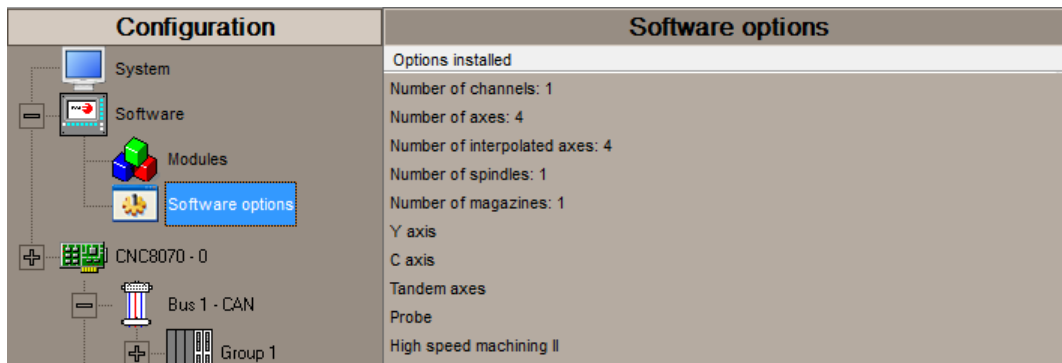 Configuration
System
Software
Modules
Software options
CNC8070 - 0
Bus 1 - CAN
Group 1
Software options
Options installed
Number of channels: 1
Number of axes: 4
Number of interpolated axes: 4
Number of spindles: 1
Number of magazines: 1
Y axis
C axis
Tandem axes
Probe
High speed machining II